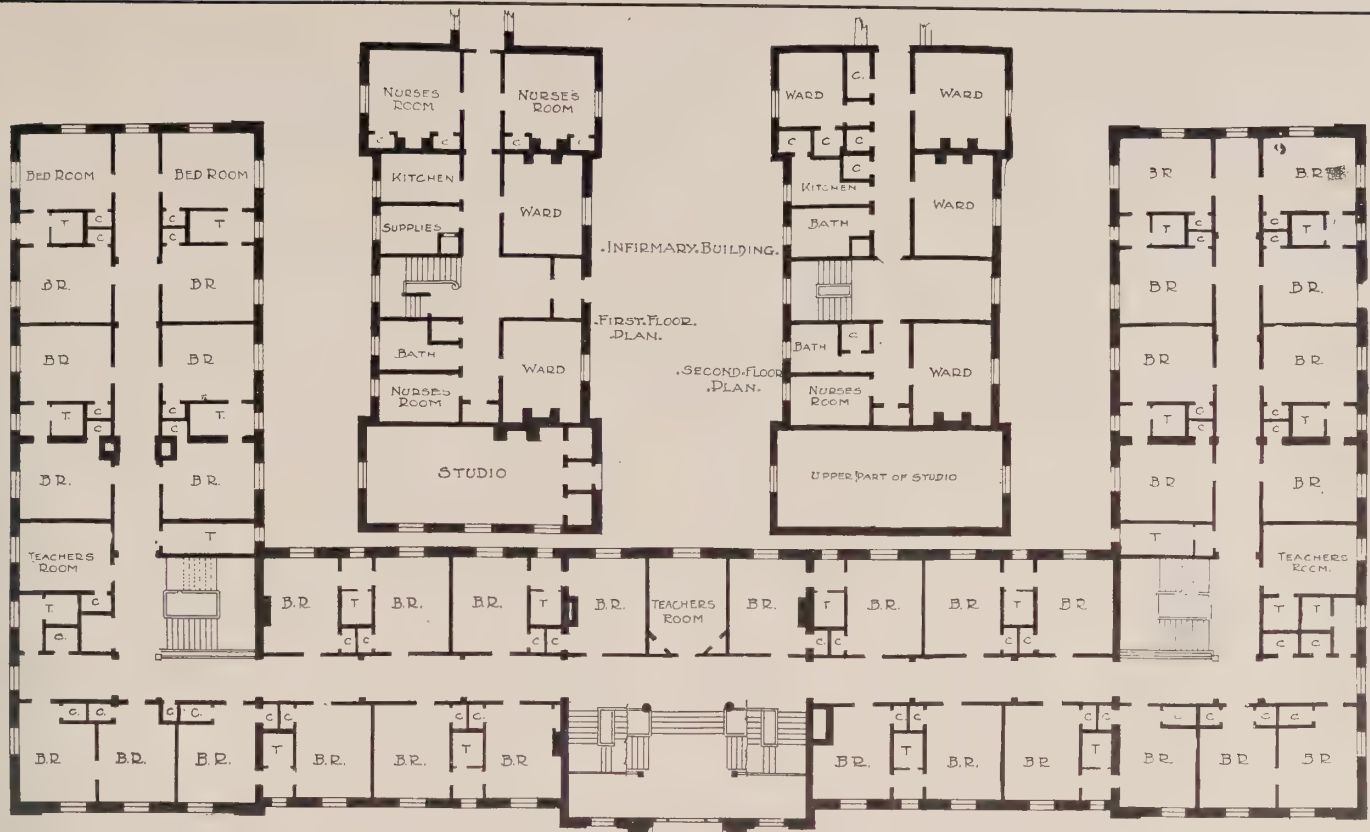 NURSES
ROOM
NURSE'S
ROOM
C
C
C
C
KITCHEN
WARD
SUPPLIES
BATH
WARD
NURSES
ROOM
STUDIO
WARD
C.
WARD
C
C
C
C
KITCHEN
WARD
BATH
BATH
C
WARD
NURSES
ROOM
UPPER PART OF STUDIO
.INFIRMARY.BUILDING.
.FIRST.FLOOR.
PLAN.
.SECOND.FLOOR
PLAN.
BED ROOM
BED ROOM
T
C
C
C
C
T
B.R.
B.R
B.R
B.R
T.
C
C
C
C
T.
B.R.
B.R.
TEACHERS
ROOM
T
T.
C
C.
B.R
B.R.
T
C
C
C
C
T
B.R
B.R.
B.R
B.R.
T
C
C
C
C
T
B.R
B.R.
T
TEACHERS
ROOM.
T
T
C
C
B.R.
T
B.R.
B.R.
T
B.R.
TEACHERS
ROOM
B.R.
T
B.R.
B.R.
T
B.R.
C
C
C
C
C
C
C
C
C.
C.
C
C.
C
C
C
C.
C
C
C
C
C
C
C
T
T
T
T
B.R
B.R.
B.R.
B.R.
B.R.
B.R
B.R.
B.R.
B.R.
B.R.
B.R
B.R